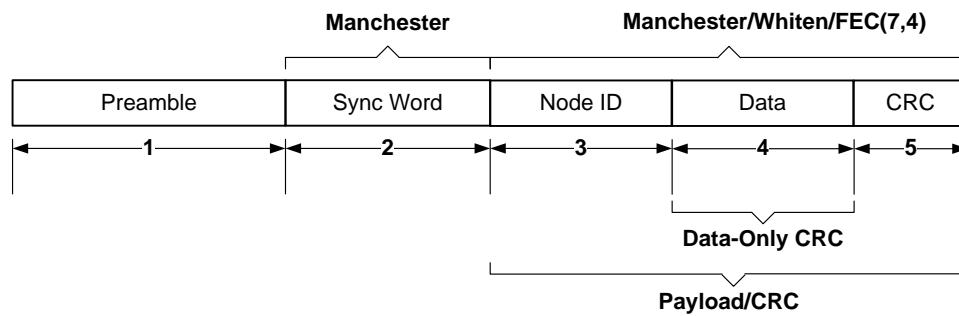 Manchester
Manchester/Whiten/FEC(7,4)
Preamble
Sync Word
Node ID
Data
CRC
1
2
3
4
5
Data-Only CRC
Payload/CRC